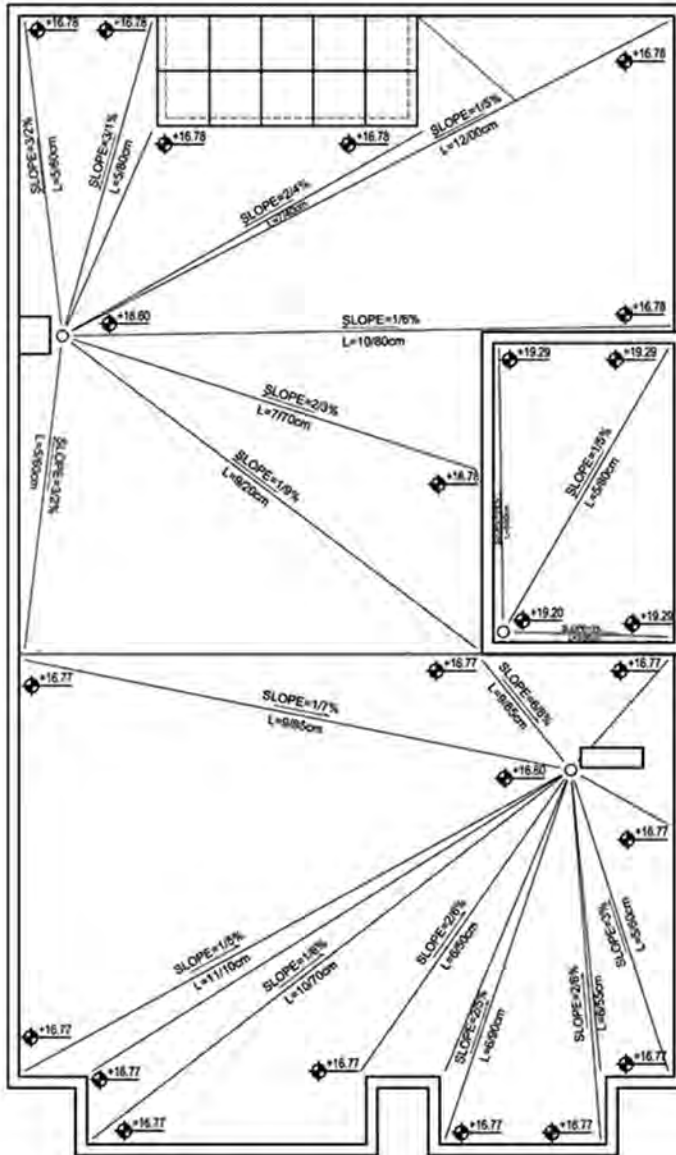 +16.78
+16.78
+16.78
+16.78
+16.78
SLOPE=3/2%
L=5/60cm
SLOPE=3/1%
L=5/80cm
SLOPE=1/5%
L=12/00cm
SLOPE=2/4%
+16.60
SLOPE=1/6%
L=10/80cm
+16.78
+19.29
+19.29
SLOPE=2/3%
L=7/70cm
SLOPE=1/5%
L=5/80cm
SLOPE=3/2%
L=5/60cm
SLOPE=1/9%
L=9/20cm
+16.78
+19.20
+19.29
+16.77
+16.77
+16.77
SLOPE=1/7%
L=9/85cm
SLOPE=6/8%
L=9/85cm
+16.60
+16.77
SLOPE=1/5%
L=11/10cm
SLOPE=1/6%
L=10/70cm
SLOPE=2/6%
L=6/50cm
SLOPE=2/5%
L=6/90cm
SLOPE=2/6%
L=6/55cm
SLOPE=3%
L=5/50cm
+16.77
+16.77
+16.77
+16.77
+16.77
+16.77
+16.77